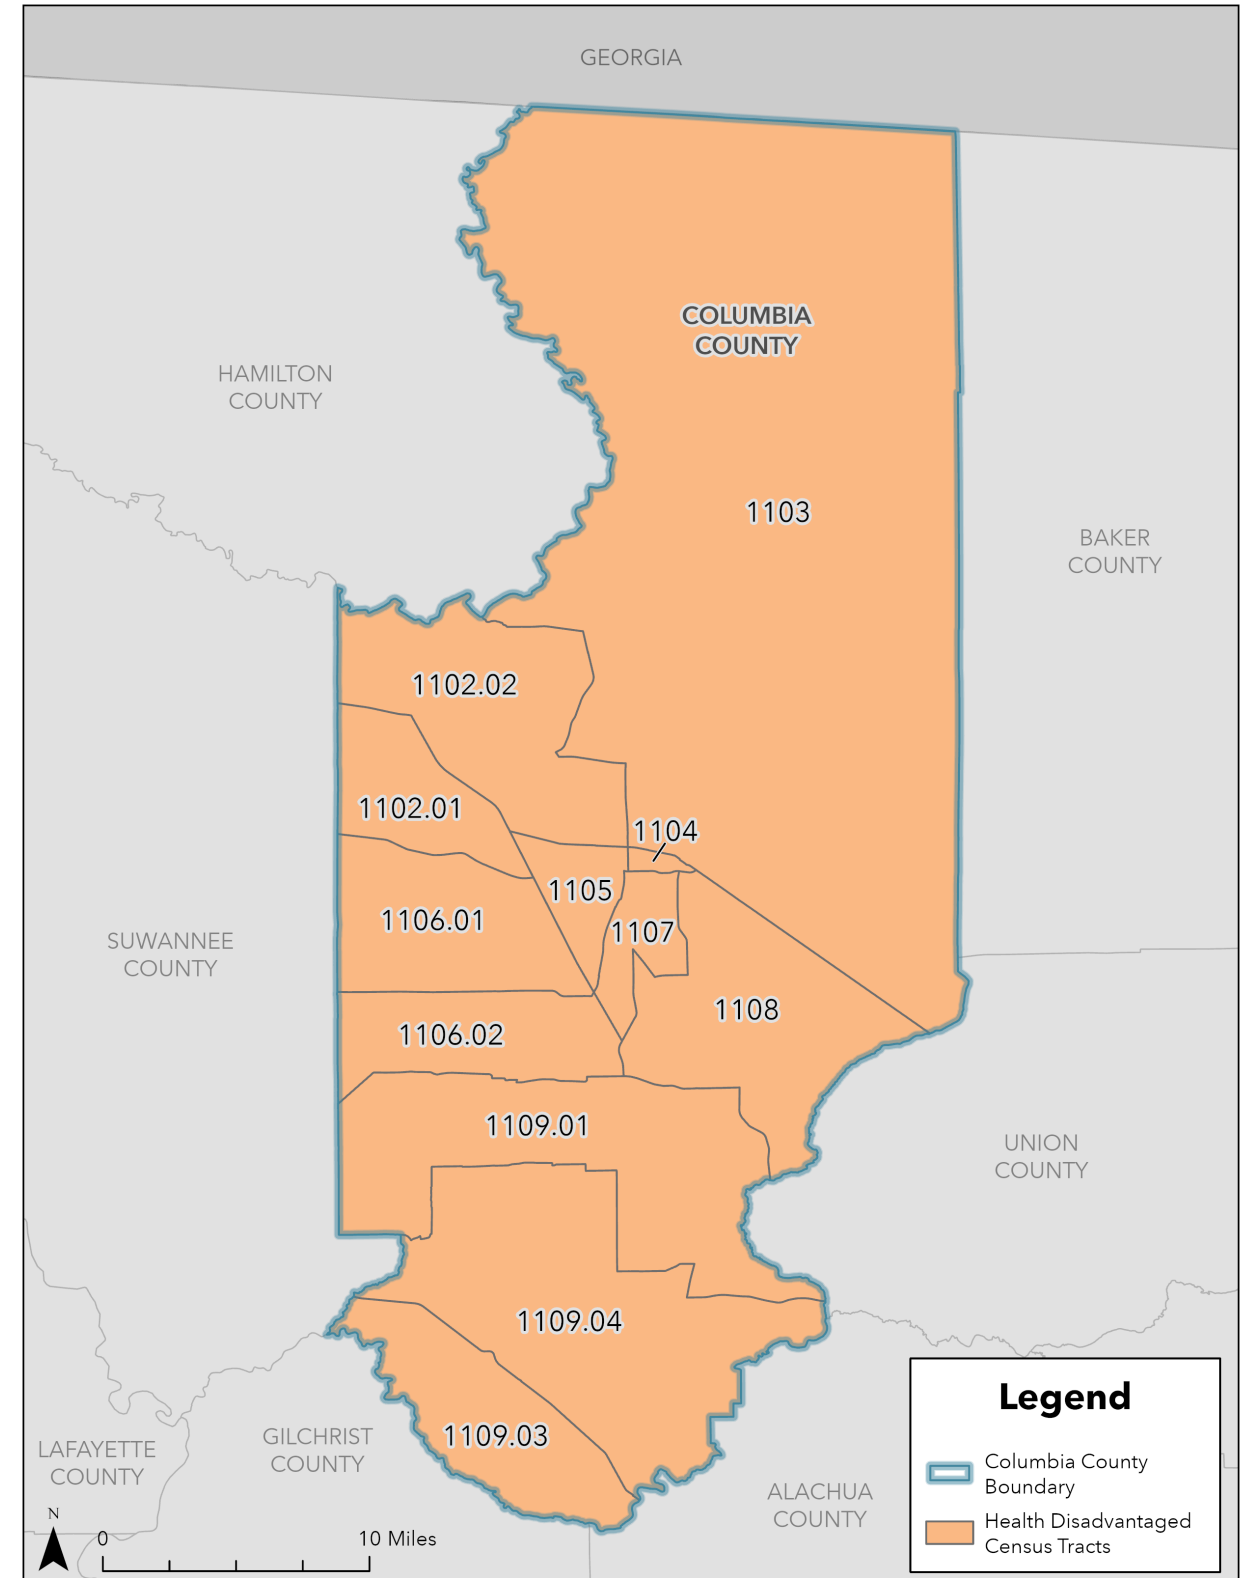 GEORGIA
COLUMBIA
COUNTY
HAMILTON
COUNTY
1103
BAKER
COUNTY
1102.02
1102.01
1104
1105
1106.01
1107
SUWANNEE
COUNTY
1108
1106.02
1109.01
UNION
COUNTY
1109.04
1109.03
GILCHRIST
COUNTY
LAFAYETTE
COUNTY
ALACHUA
COUNTY
N
0
10 Miles
Legend
Columbia County
Boundary
Health Disadvantaged
Census Tracts